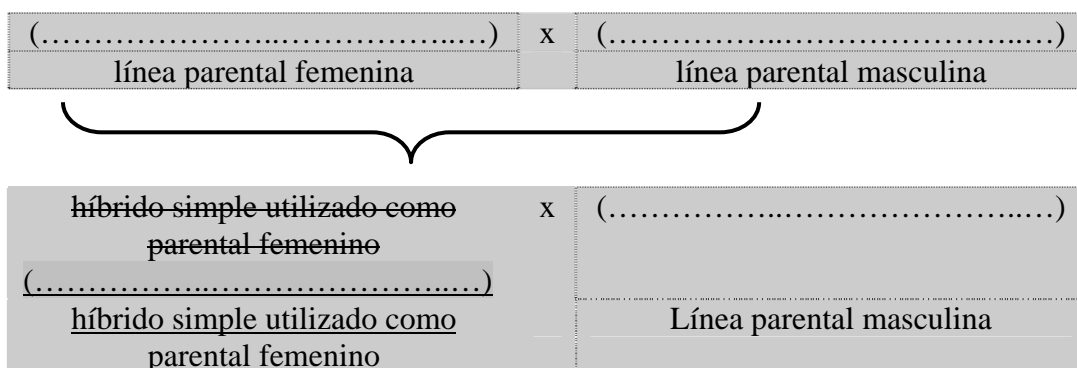 (…………………..……………..…) x (……………..…………………..…)
línea parental femenina línea parental masculina
híbrido simple utilizado como x (……………..…………………..…)
parental femenino
(……………..…………………..…)
híbrido simple utilizado como Línea parental masculina
parental femenino